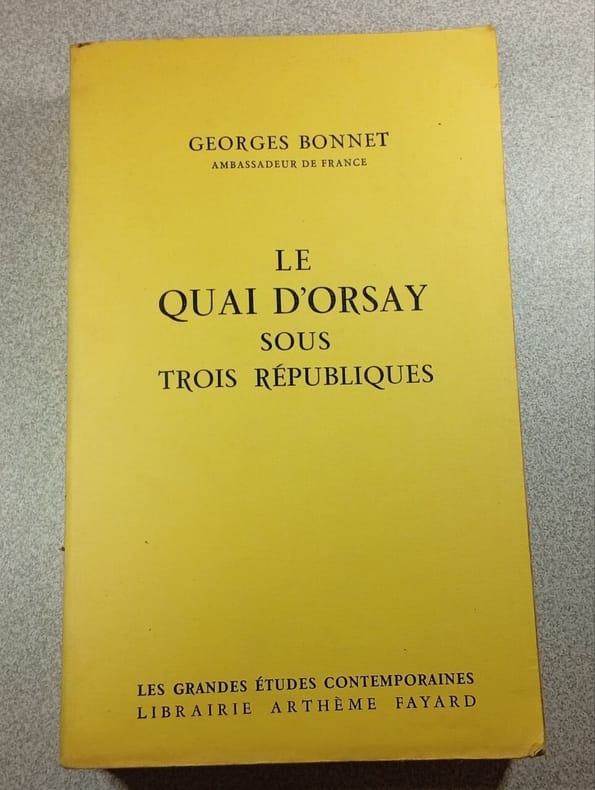 GEORGES BONNET
AMBASSADEUR DE FRANCE
LE
QUAI D'ORSAY
SOUS
TROIS RÉPUBLIQUES
LES GRANDES ÉTUDES CONTEMPORAINES
LIBRAIRIE ARTHÈME FAYARD